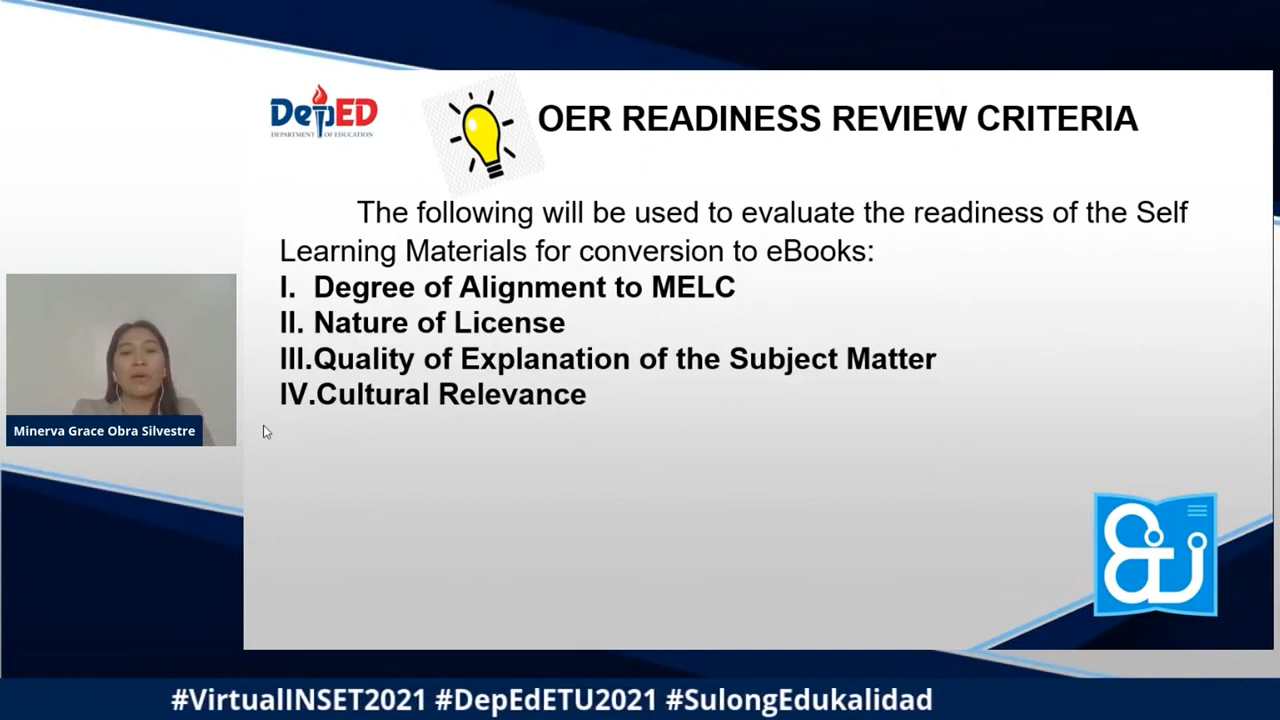 DepED
DEPARTMENT OF EDUCATION
OER READINESS REVIEW CRITERIA
The following will be used to evaluate the readiness of the Self
Learning Materials for conversion to eBooks:
I. Degree of Alignment to MELC
II. Nature of License
III.Quality of Explanation of the Subject Matter
IV.Cultural Relevance
Minerva Grace Obra Silvestre
#VirtualINSET2021 #DepEdETU2021 #SulongEdukalidad